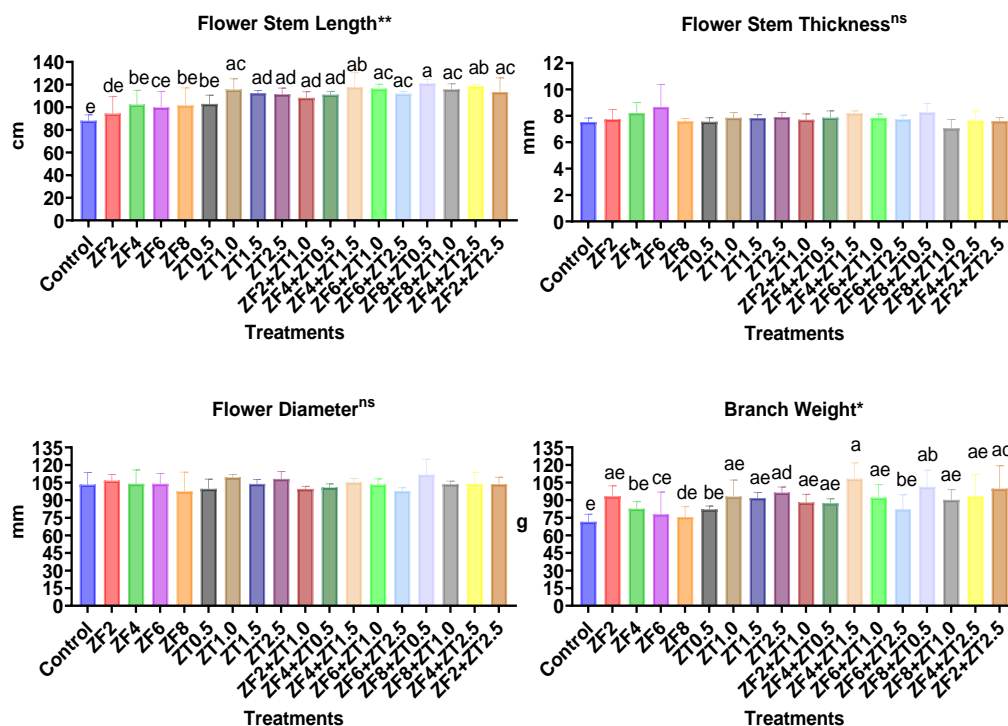 Flower Stem Length**
140
120
100
80
60
40
20
0
cm
e de be ce be be ac ad ad ac ad ab ac ac a ac ab ac
Control ZF2 ZF4 ZF6 ZF8 ZT0.5 ZT1.0 ZT1.5 ZT2.5 ZF2+ZT1.0 ZF4+ZT0.5 ZF4+ZT1.5 ZF6+ZT1.0 ZF6+ZT2.5 ZF8+ZT0.5 ZF8+ZT1.0 ZF4+ZT2.5 ZF2+ZT2.5
Treatments
Flower Stem Thickness^ns
12
10
8
6
4
2
0
mm
Control ZF2 ZF4 ZF6 ZF8 ZT0.5 ZT1.0 ZT1.5 ZT2.5 ZF2+ZT1.0 ZF4+ZT0.5 ZF4+ZT1.5 ZF6+ZT1.0 ZF6+ZT2.5 ZF8+ZT0.5 ZF8+ZT1.0 ZF4+ZT2.5 ZF2+ZT2.5
Treatments
Flower Diameter^ns
135
120
105
90
75
60
45
30
15
0
mm
Control ZF2 ZF4 ZF6 ZF8 ZT0.5 ZT1.0 ZT1.5 ZT2.5 ZF2+ZT1.0 ZF4+ZT0.5 ZF4+ZT1.5 ZF6+ZT1.0 ZF6+ZT2.5 ZF8+ZT0.5 ZF8+ZT1.0 ZF4+ZT2.5 ZF2+ZT2.5
Treatments
Branch Weight*
135
120
105
90
75
60
45
30
15
0
g
e ae be ce de be ae ae ad ae ae a ae be ab ae ae
Control ZF2 ZF4 ZF6 ZF8 ZT0.5 ZT1.0 ZT1.5 ZT2.5 ZF2+ZT1.0 ZF4+ZT0.5 ZF4+ZT1.5 ZF6+ZT1.0 ZF6+ZT2.5 ZF8+ZT0.5 ZF8+ZT1.0 ZF4+ZT2.5 ZF2+ZT2.5
Treatments